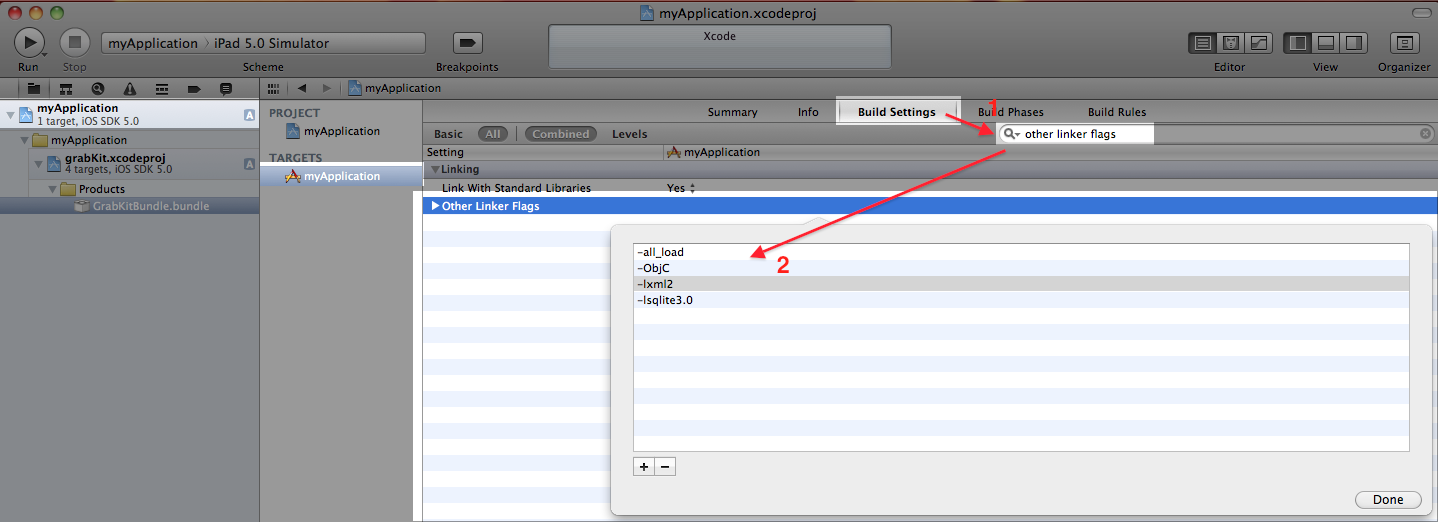 myApplication.xcodeproj
myApplication › iPad 5.0 Simulator
Xcode
Run Stop Scheme Breakpoints Editor View Organizer
myApplication
1 target, iOS SDK 5.0
A
myApplication
grabKit.xcodeproj
4 targets, iOS SDK 5.0
A
Products
GrabKitBundle.bundle
myApplication
PROJECT
myApplication
TARGETS
myApplication
Summary Info Build Settings Build Phases Build Rules
1
Basic All Combined Levels other linker flags
Setting myApplication
Linking
Link With Standard Libraries Yes
Other Linker Flags
-all_load
2
-ObjC
-lxml2
-lsqlite3.0
+ −
Done